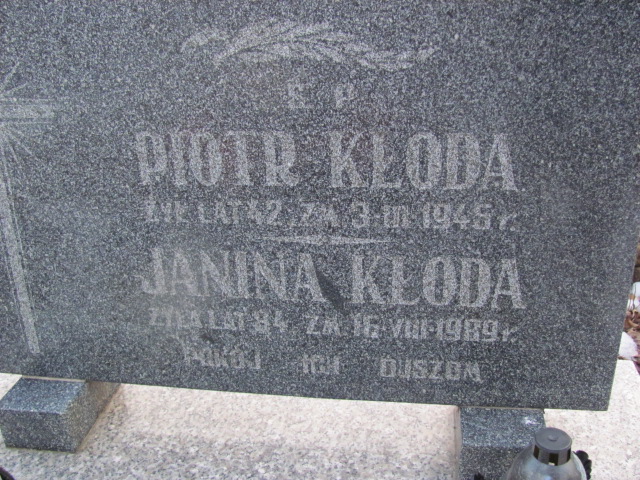 Ś P.
PIOTR KŁODA
ŻYŁ LAT 42, ZM. 3. III. 1946 r.
JANINA KŁODA
ŻYŁA LAT 84, ZM. 16. VIII. 1989 r.
POKÓJ ICH DUSZOM